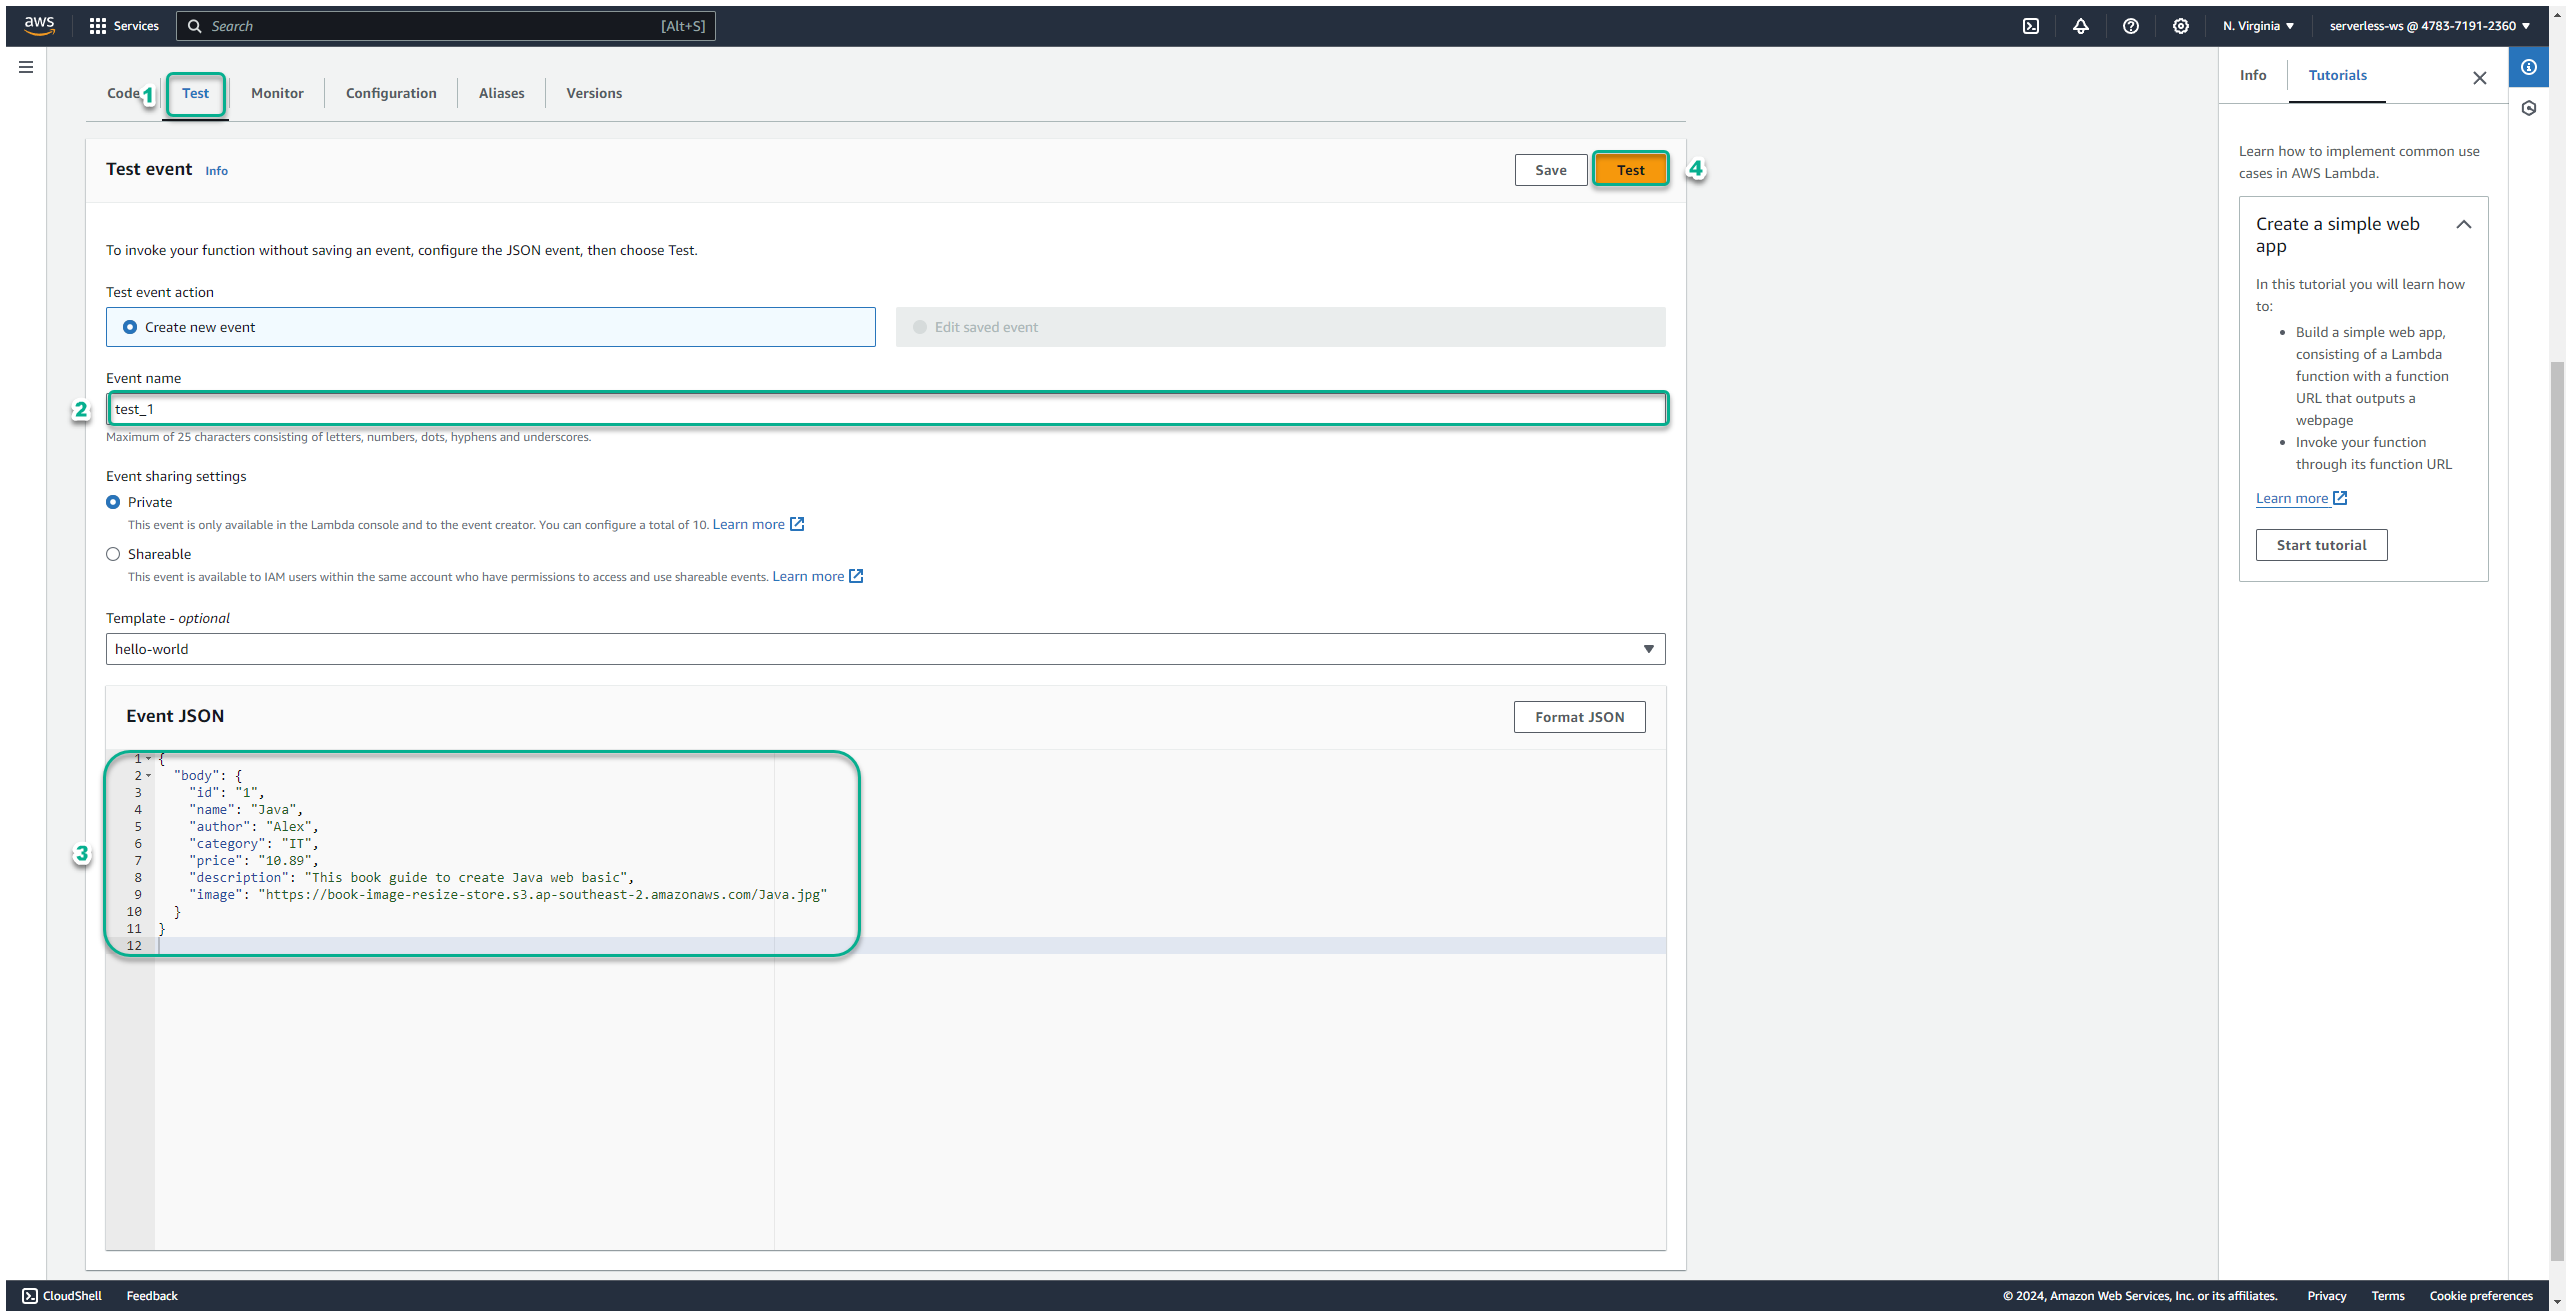 aws
Services
Search
[Alt+S]
N. Virginia ▼
serverless-ws @ 4783-7191-2360 ▼
Code
1
Test
Monitor
Configuration
Aliases
Versions
Info
Tutorials
Test event Info
Save
Test
4
To invoke your function without saving an event, configure the JSON event, then choose Test.
Test event action
Create new event
Edit saved event
Event name
2
test_1
Maximum of 25 characters consisting of letters, numbers, dots, hyphens and underscores.
Event sharing settings
Private
This event is only available in the Lambda console and to the event creator. You can configure a total of 10. Learn more
Shareable
This event is available to IAM users within the same account who have permissions to access and use shareable events. Learn more
Template - optional
hello-world
Event JSON
Format JSON
3
1 {
2 "body": {
3 "id": "1",
4 "name": "Java",
5 "author": "Alex",
6 "category": "IT",
7 "price": "10.89",
8 "description": "This book guide to create Java web basic",
9 "image": "https://book-image-resize-store.s3.ap-southeast-2.amazonaws.com/Java.jpg"
10 }
11 }
12
Learn how to implement common use
cases in AWS Lambda.
Create a simple web
app
In this tutorial you will learn how
to:
• Build a simple web app,
consisting of a Lambda
function with a function
URL that outputs a
webpage
• Invoke your function
through its function URL
Learn more
Start tutorial
CloudShell
Feedback
© 2024, Amazon Web Services, Inc. or its affiliates.
Privacy
Terms
Cookie preferences